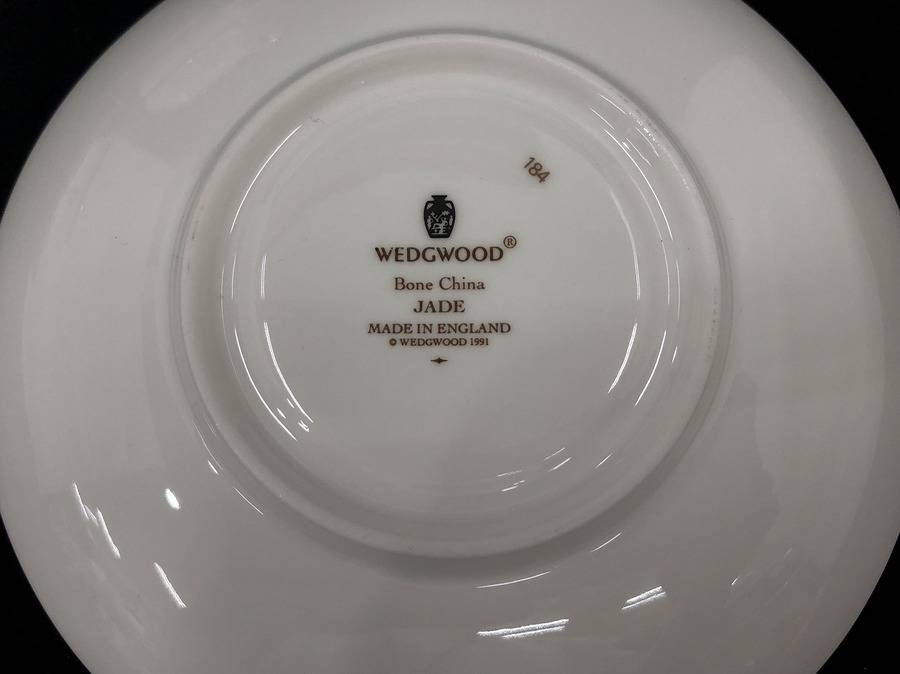 184
WEDGWOOD®
Bone China
JADE
MADE IN ENGLAND
© WEDGWOOD 1991